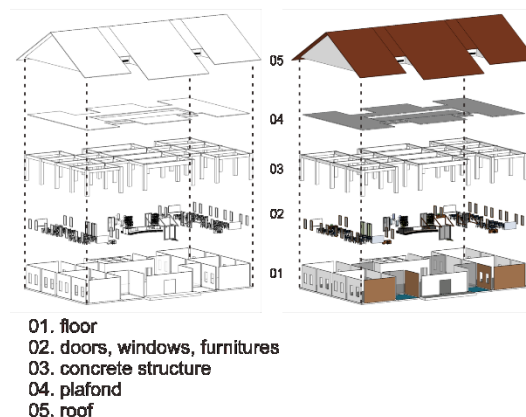 05
04
03
02
01
01. floor
02. doors, windows, furnitures
03. concrete structure
04. plafond
05. roof